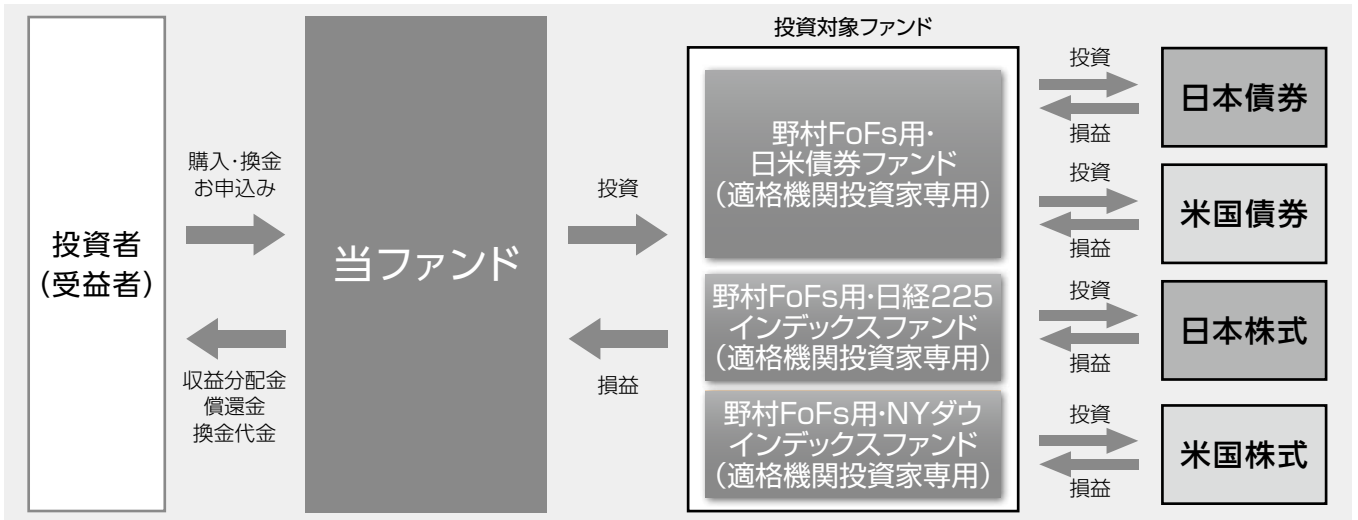 投資者
（受益者）
購入・換金
お申込み
収益分配金
償還金
換金代金
当ファンド
投資
損益
投資対象ファンド
野村FoFs用・
日米債券ファンド
（適格機関投資家専用）
野村FoFs用・日経225
インデックスファンド
（適格機関投資家専用）
野村FoFs用・NYダウ
インデックスファンド
（適格機関投資家専用）
投資
損益
日本債券
投資
損益
米国債券
投資
損益
日本株式
投資
損益
米国株式